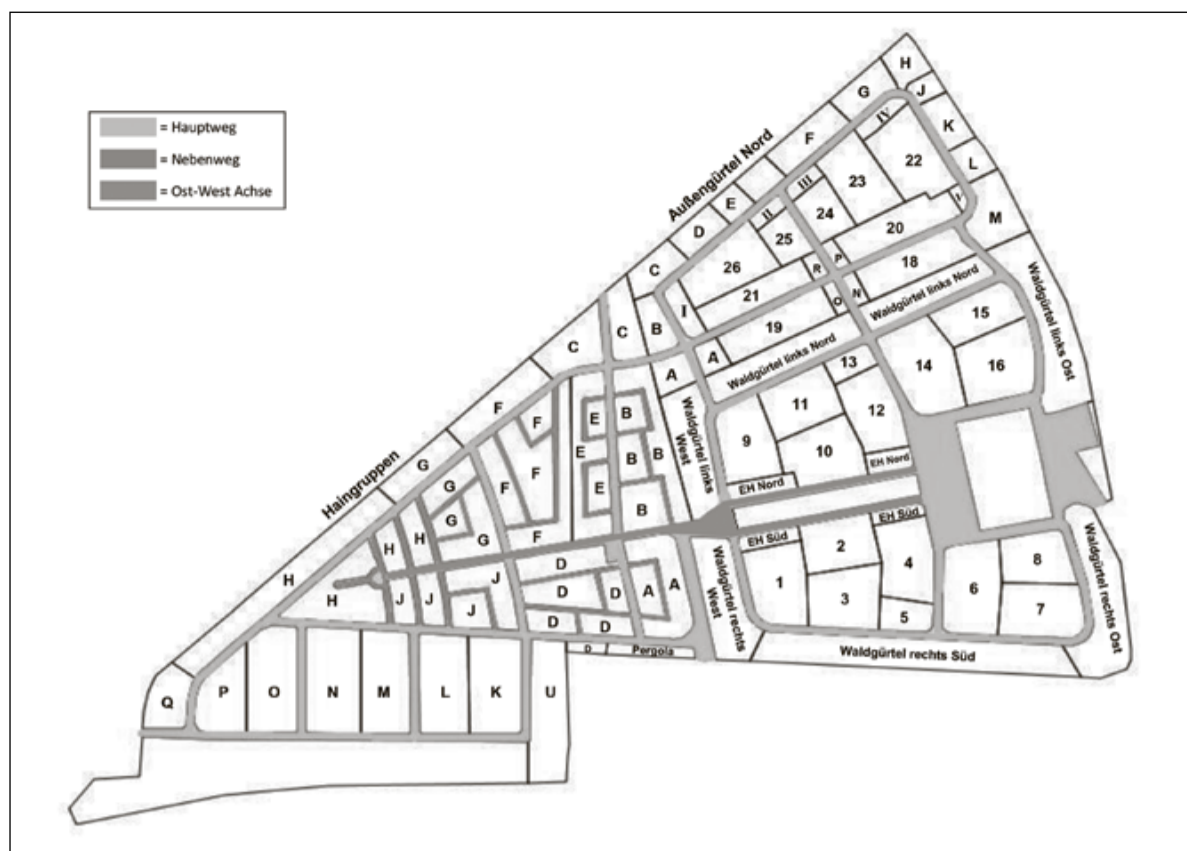 = Hauptweg
= Nebenweg
= Ost-West Achse
Außengürtel Nord
H
J
G
K
F
IV
22
L
E
III
23
V
M
D
II
24
20
25
C
26
R
P
18
I
21
O
N
C
B
19
Waldgürtel links Nord
Waldgürtel links Nord
Waldgürtel links Ost
C
A
A
15
13
14
16
11
12
9
10
Waldgürtel links West
EH Nord
EH Nord
Haingruppen
F
F
E
B
F
E
B
B
G
F
E
G
B
G
G
F
H
H
H
H
J
J
J
J
D
D
D
A
A
D
D
D
Pergola
EH Süd
EH Süd
2
4
1
3
5
6
8
7
Waldgürtel rechts West
Waldgürtel rechts Süd
Waldgürtel rechts Ost
Q
P
O
N
M
L
K
U